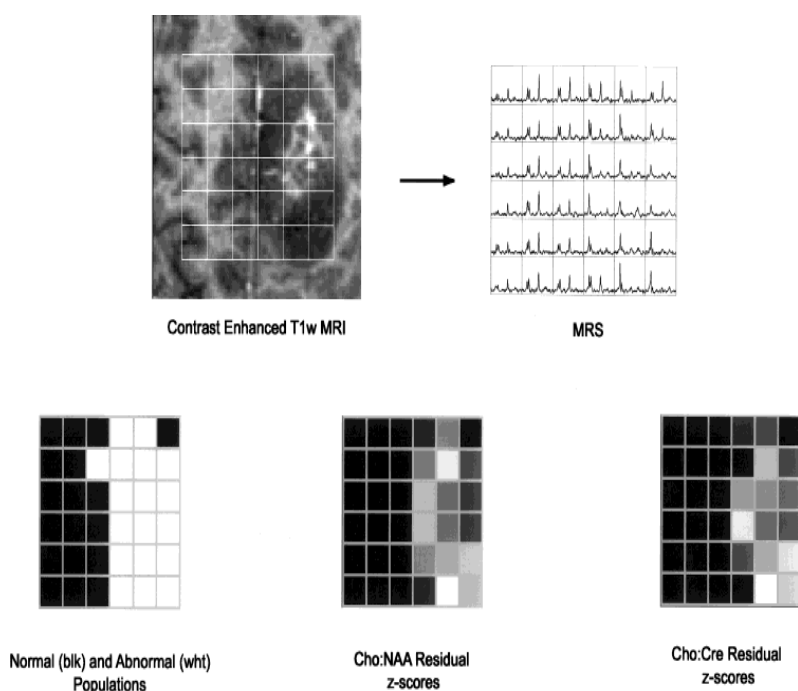 Contrast Enhanced T1w MRI
MRS
Normal (blk) and Abnormal (wht)
Populations
Cho:NAA Residual
z-scores
Cho:Cre Residual
z-scores